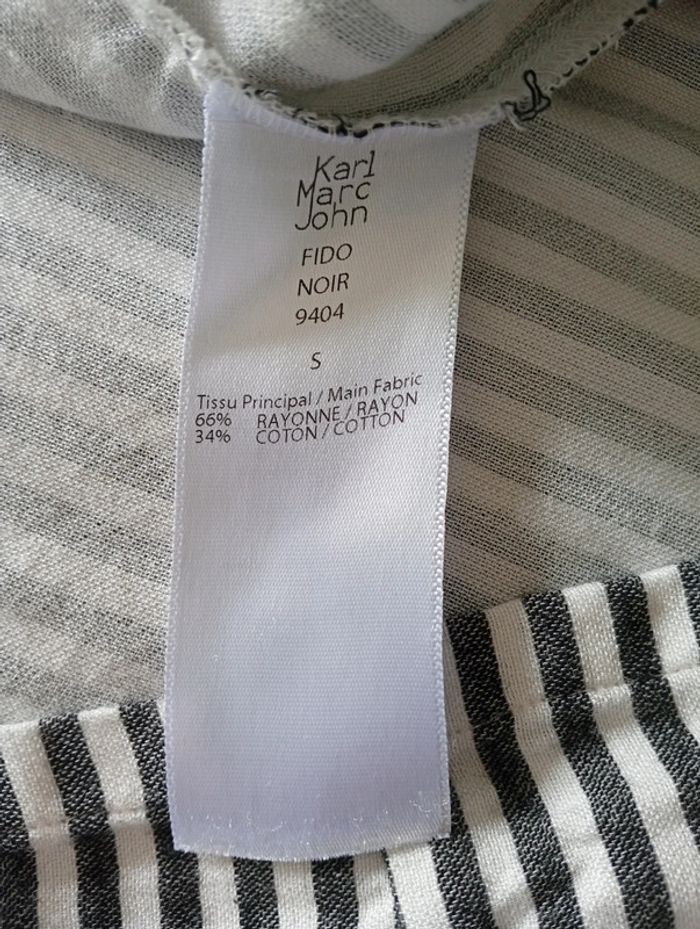 Karl
Marc
John
FIDO
NOIR
9404
S
Tissu Principal / Main Fabric
66% RAYONNE / RAYON
34% COTON / COTTON